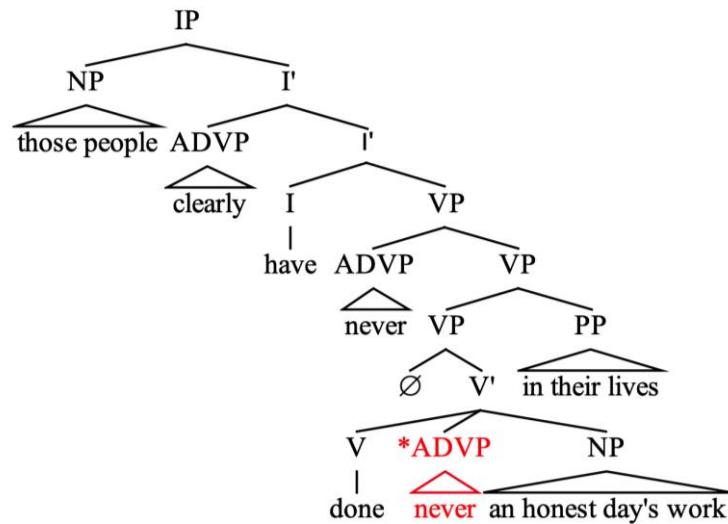 IP
NP I'
those people ADVP I'
clearly I VP
have ADVP VP
never VP PP
∅ V' in their lives
V *ADVP NP
done never an honest day's work